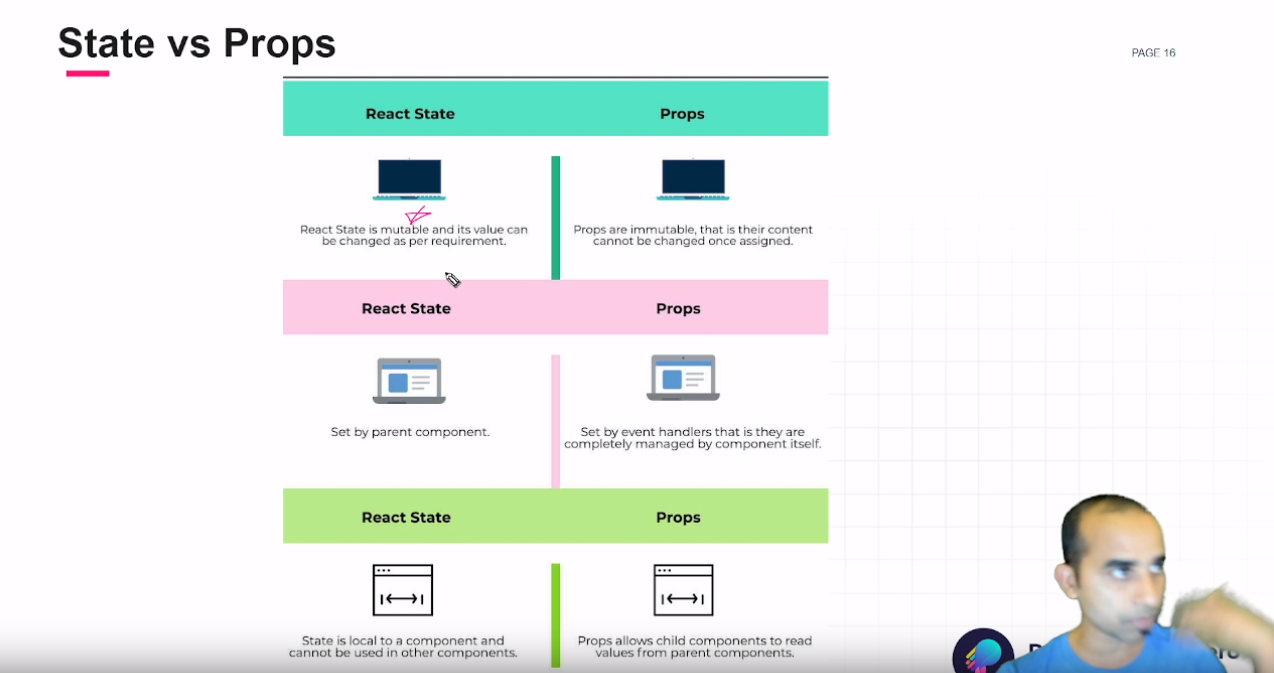 State vs Props
PAGE 16
React State
Props
React State is mutable and its value can
be changed as per requirement.
Props are immutable, that is their content
cannot be changed once assigned.
React State
Props
Set by parent component.
Set by event handlers that is they are
completely managed by component itself.
React State
Props
State is local to a component and
cannot be used in other components.
Props allows child components to read
values from parent components.